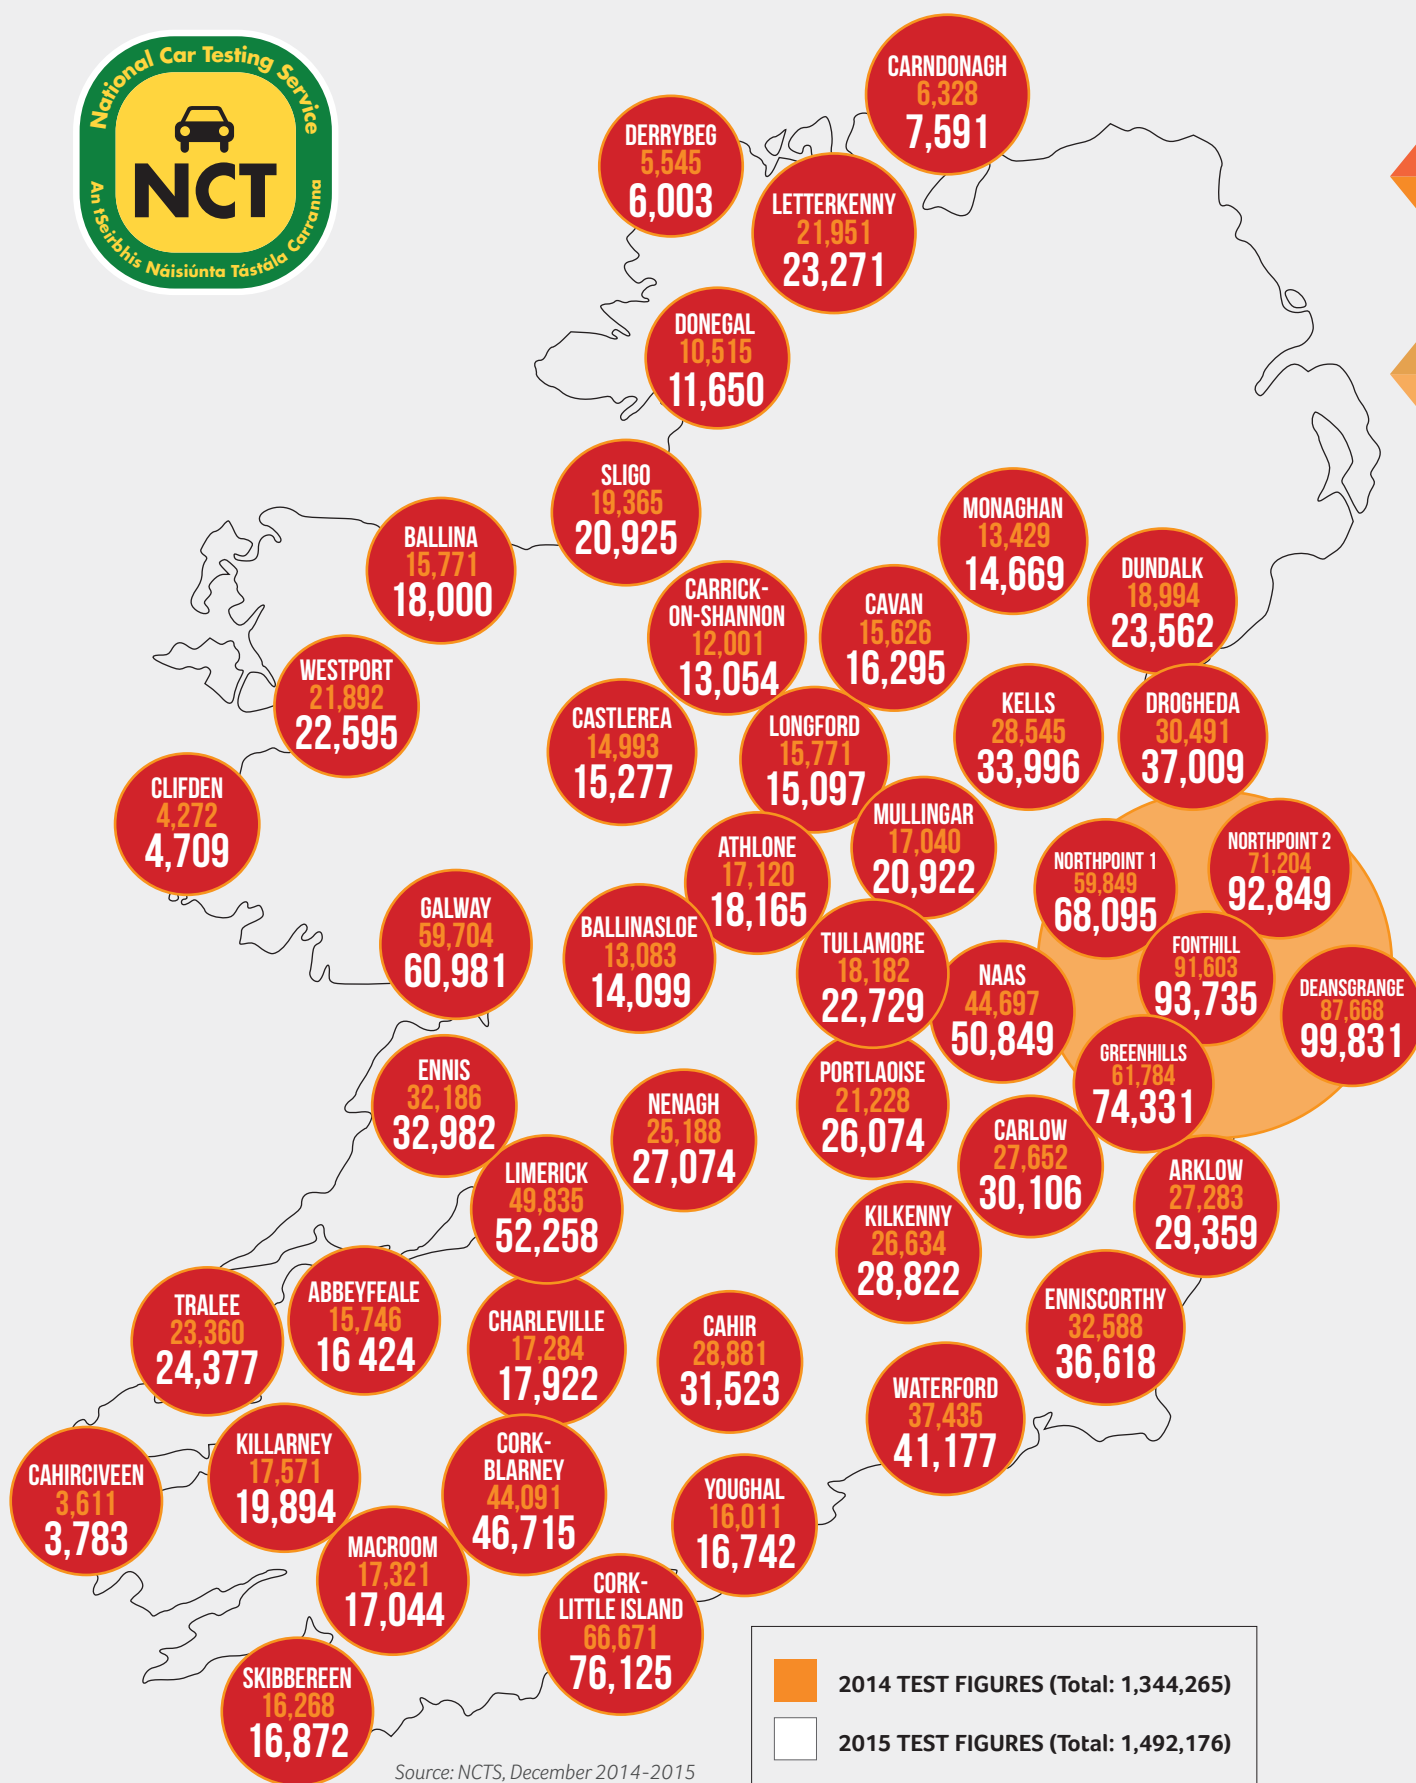 National Car Testing Service
NCT
An tSeirbhis Náisiúnta Tástála Carranna
CARNDONAGH
6,328
7,591
DERRYBEG
5,545
6,003
LETTERKENNY
21,951
23,271
DONEGAL
10,515
11,650
SLIGO
19,365
20,925
BALLINA
15,771
18,000
MONAGHAN
13,429
14,669
DUNDALK
18,994
23,562
CARRICK-
ON-SHANNON
12,001
13,054
CAVAN
15,626
16,295
WESTPORT
21,892
22,595
CASTLEREA
14,993
15,277
LONGFORD
15,771
15,097
KELLS
28,545
33,996
DROGHEDA
30,491
37,009
CLIFDEN
4,272
4,709
MULLINGAR
17,040
20,922
ATHLONE
17,120
18,165
NORTHPOINT 1
59,849
68,095
NORTHPOINT 2
71,204
92,849
GALWAY
59,704
60,981
BALLINASLOE
13,083
14,099
TULLAMORE
18,182
22,729
NAAS
44,697
50,849
FONTHILL
91,603
93,735
DEANSGRANGE
87,668
99,831
GREENHILLS
61,784
74,331
ENNIS
32,186
32,982
NENAGH
25,188
27,074
PORTLAOISE
21,228
26,074
CARLOW
27,652
30,106
LIMERICK
49,835
52,258
ARKLOW
27,283
29,359
KILKENNY
26,634
28,822
TRALEE
23,360
24,377
ABBEYFEALE
15,746
16 424
CHARLEVILLE
17,284
17,922
CAHIR
28,881
31,523
ENNISCORTHY
32,588
36,618
WATERFORD
37,435
41,177
CAHIRCIVEEN
3,611
3,783
KILLARNEY
17,571
19,894
CORK-
BLARNEY
44,091
46,715
YOUGHAL
16,011
16,742
MACROOM
17,321
17,044
CORK-
LITTLE ISLAND
66,671
76,125
SKIBBEREEN
16,268
16,872
2014 TEST FIGURES (Total: 1,344,265)
2015 TEST FIGURES (Total: 1,492,176)
Source: NCTS, December 2014-2015